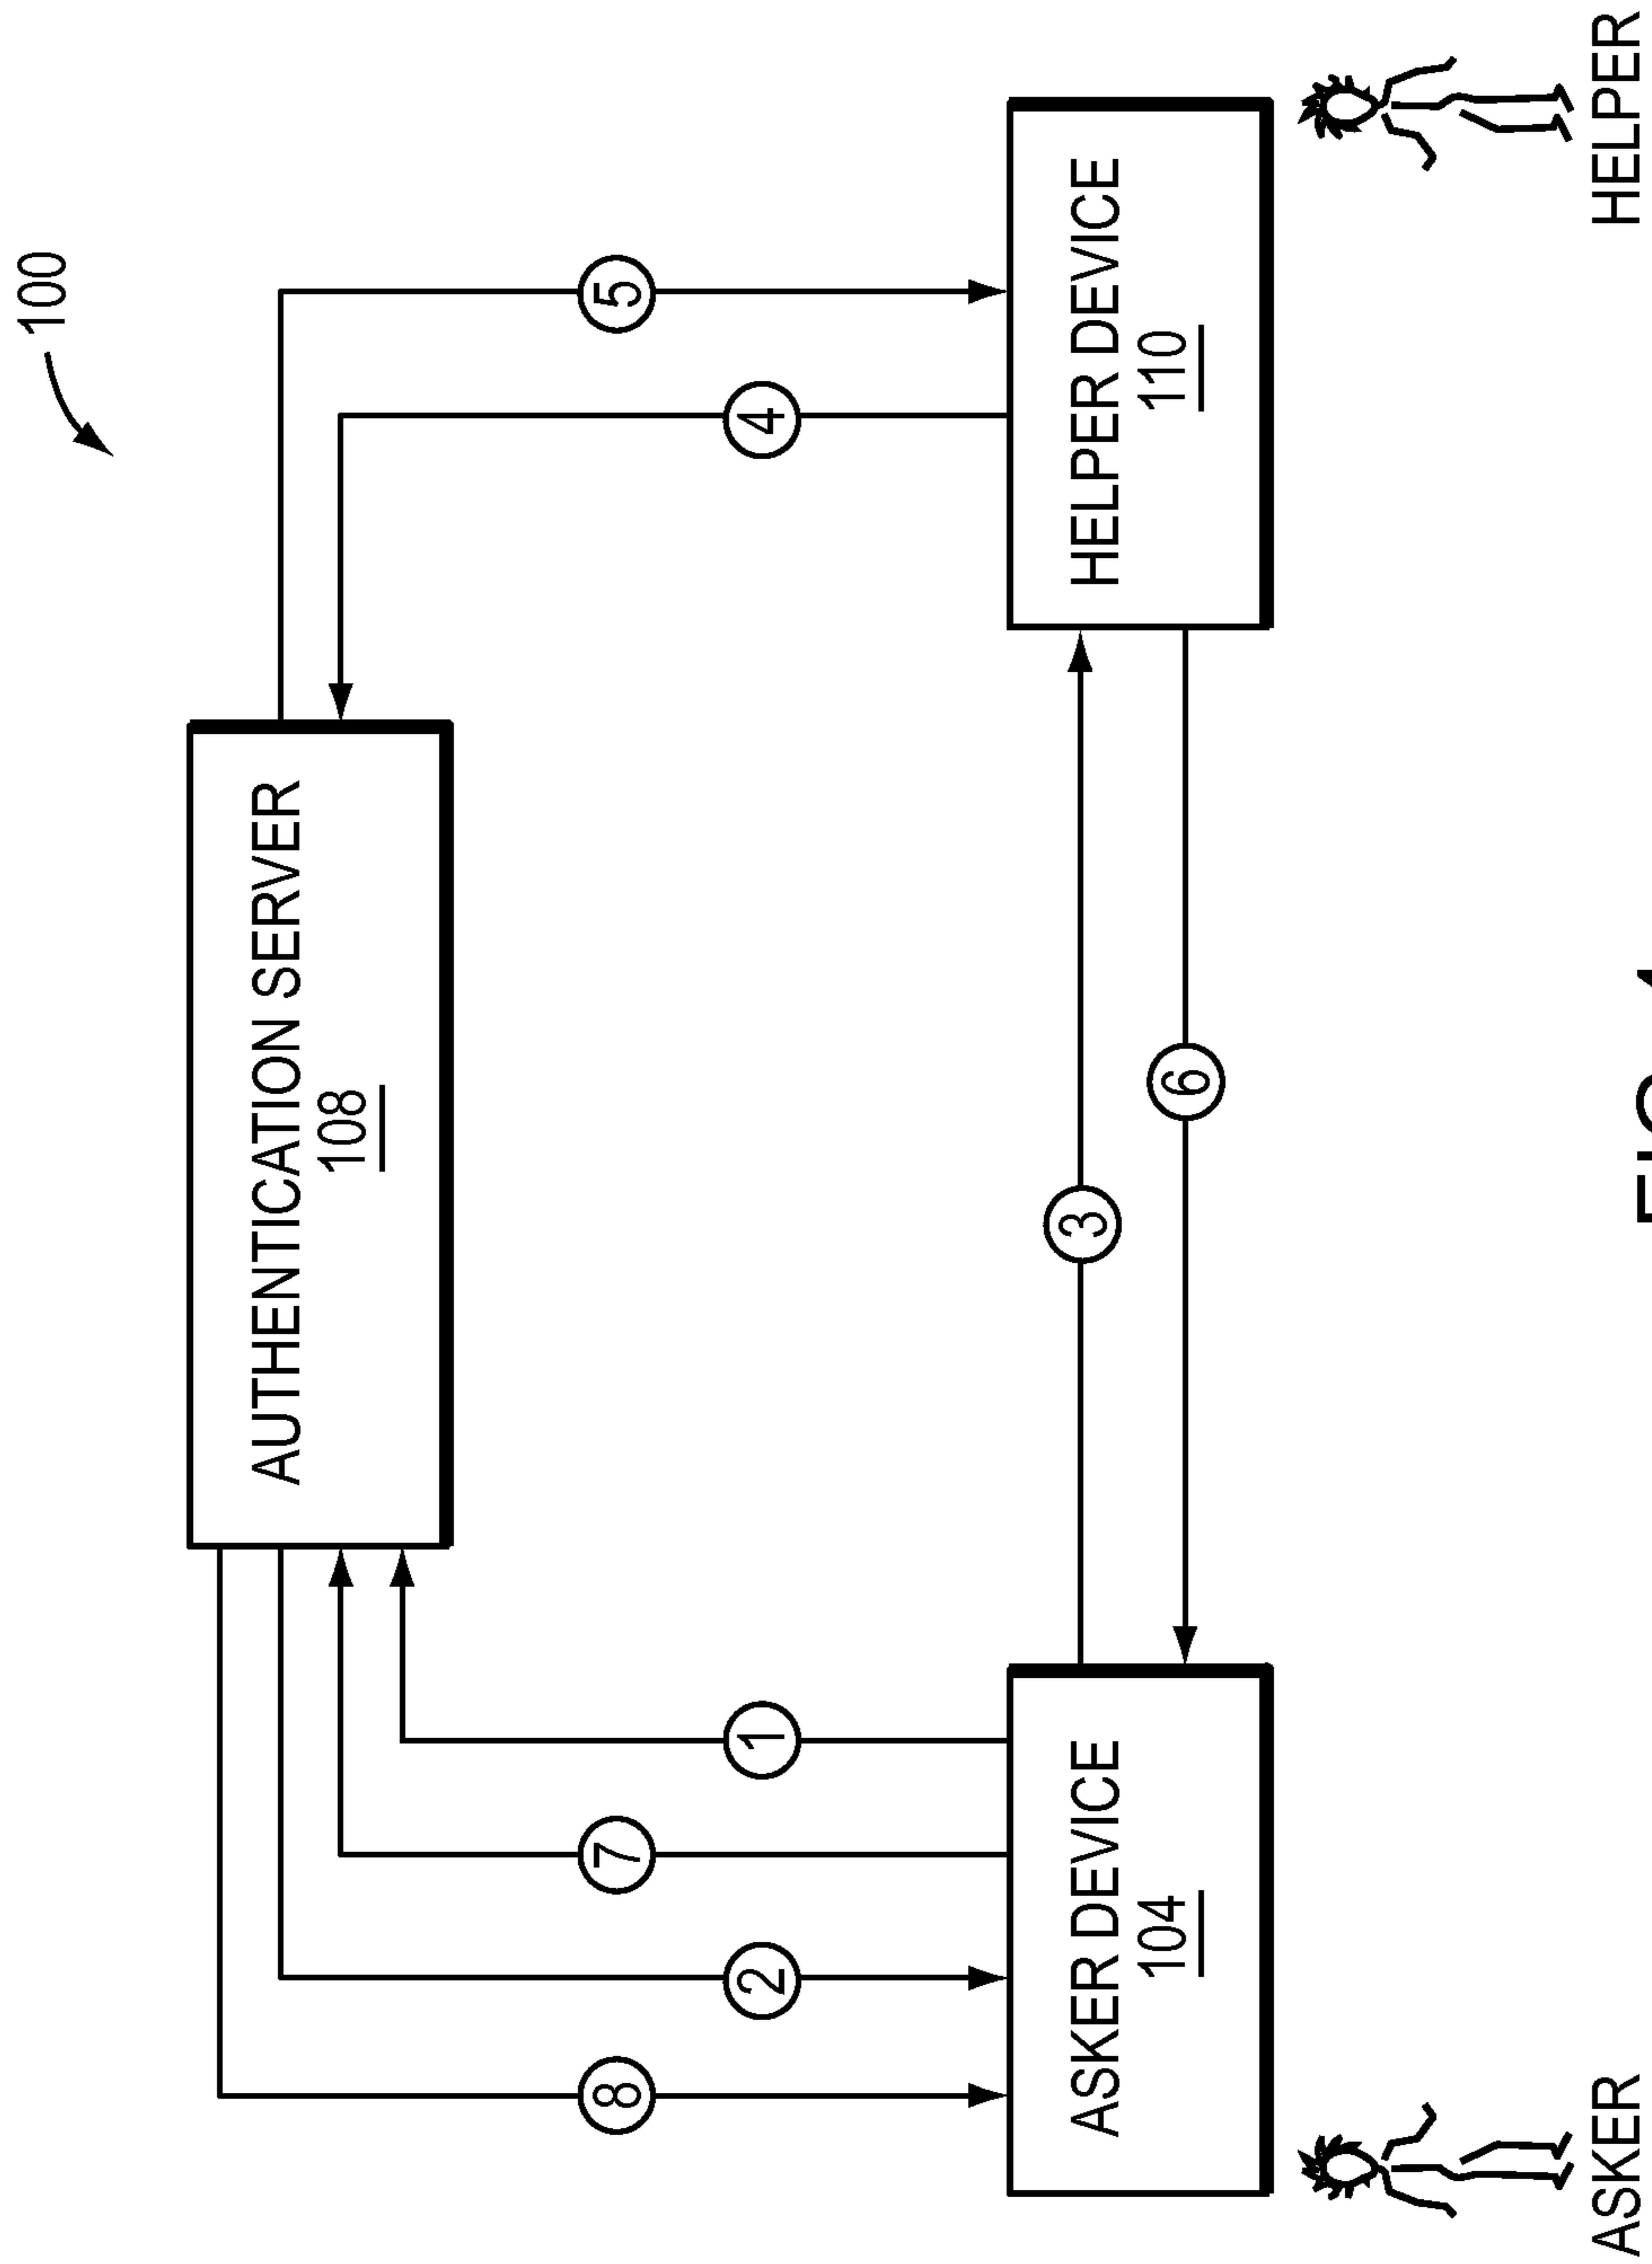 100
AUTHENTICATION SERVER
108
8
2
7
1
4
5
3
6
ASKER DEVICE
104
HELPER DEVICE
110
ASKER
HELPER